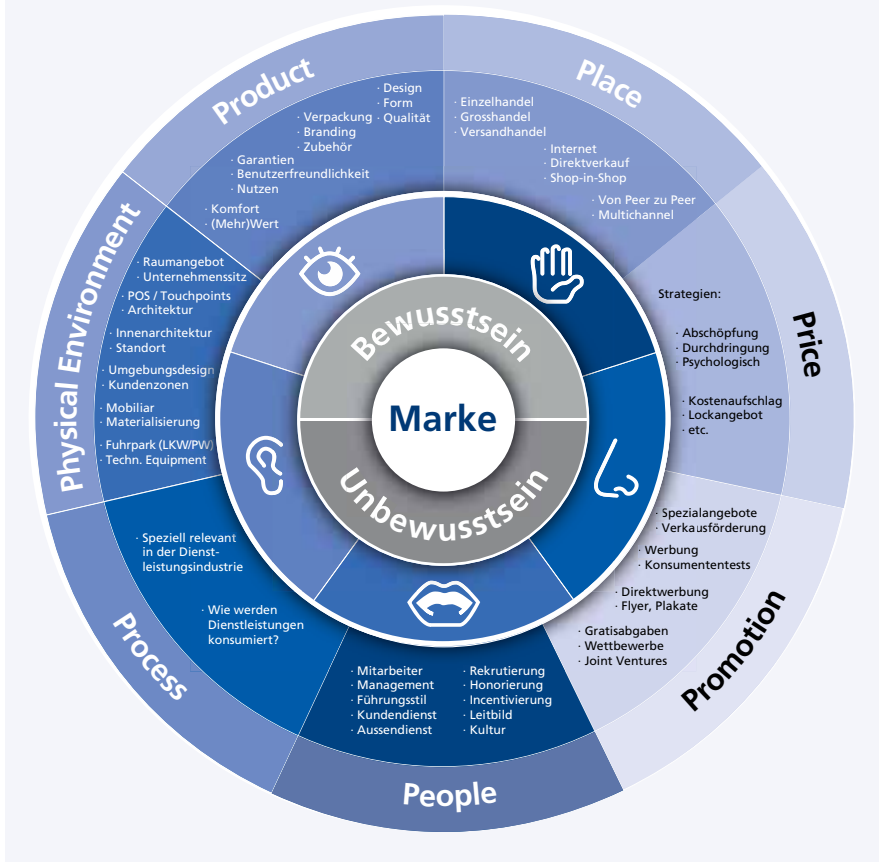 Product
· Design
· Form
· Qualität
· Verpackung
· Branding
· Zubehör
· Garantien
· Benutzerfreundlichkeit
· Nutzen
· Komfort
· (Mehr)Wert
Place
· Einzelhandel
· Grosshandel
· Versandhandel
· Internet
· Direktverkauf
· Shop-in-Shop
· Von Peer zu Peer
· Multichannel
Price
Strategien:
· Abschöpfung
· Durchdringung
· Psychologisch
· Kostenaufschlag
· Lockangebot
· etc.
Promotion
· Spezialangebote
· Verkausförderung
· Werbung
· Konsumententests
· Direktwerbung
· Flyer, Plakate
· Gratisabgaben
· Wettbewerbe
· Joint Ventures
People
· Mitarbeiter
· Management
· Führungsstil
· Kundendienst
· Aussendienst
· Rekrutierung
· Honorierung
· Incentivierung
· Leitbild
· Kultur
Process
· Speziell relevant
in der Dienst-
leistungsindustrie
· Wie werden
Dienstleistungen
konsumiert?
Physical Environment
· Raumangebot
· Unternehmenssitz
· POS / Touchpoints
· Architektur
· Innenarchitektur
· Standort
· Umgebungsdesign
· Kundenzonen
· Mobiliar
· Materialisierung
· Fuhrpark (LKW/PW)
· Techn. Equipment
Bewusstsein
Marke
Unbewusstsein